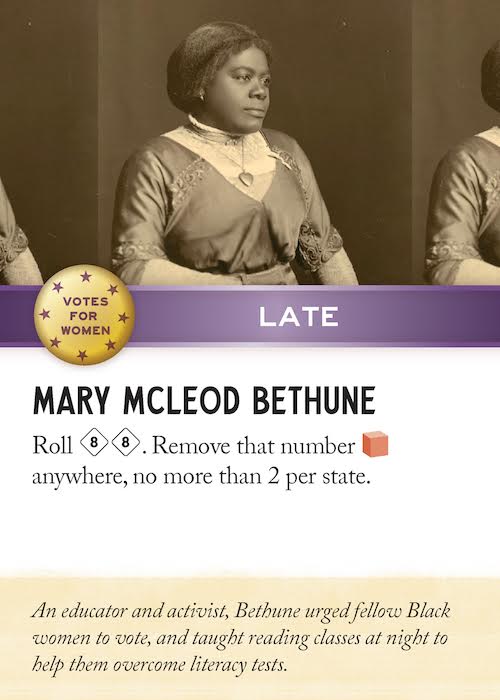 VOTES
FOR
WOMEN
LATE
MARY MCLEOD BETHUNE
Roll 8 8. Remove that number
anywhere, no more than 2 per state.
An educator and activist, Bethune urged fellow Black
women to vote, and taught reading classes at night to
help them overcome literacy tests.